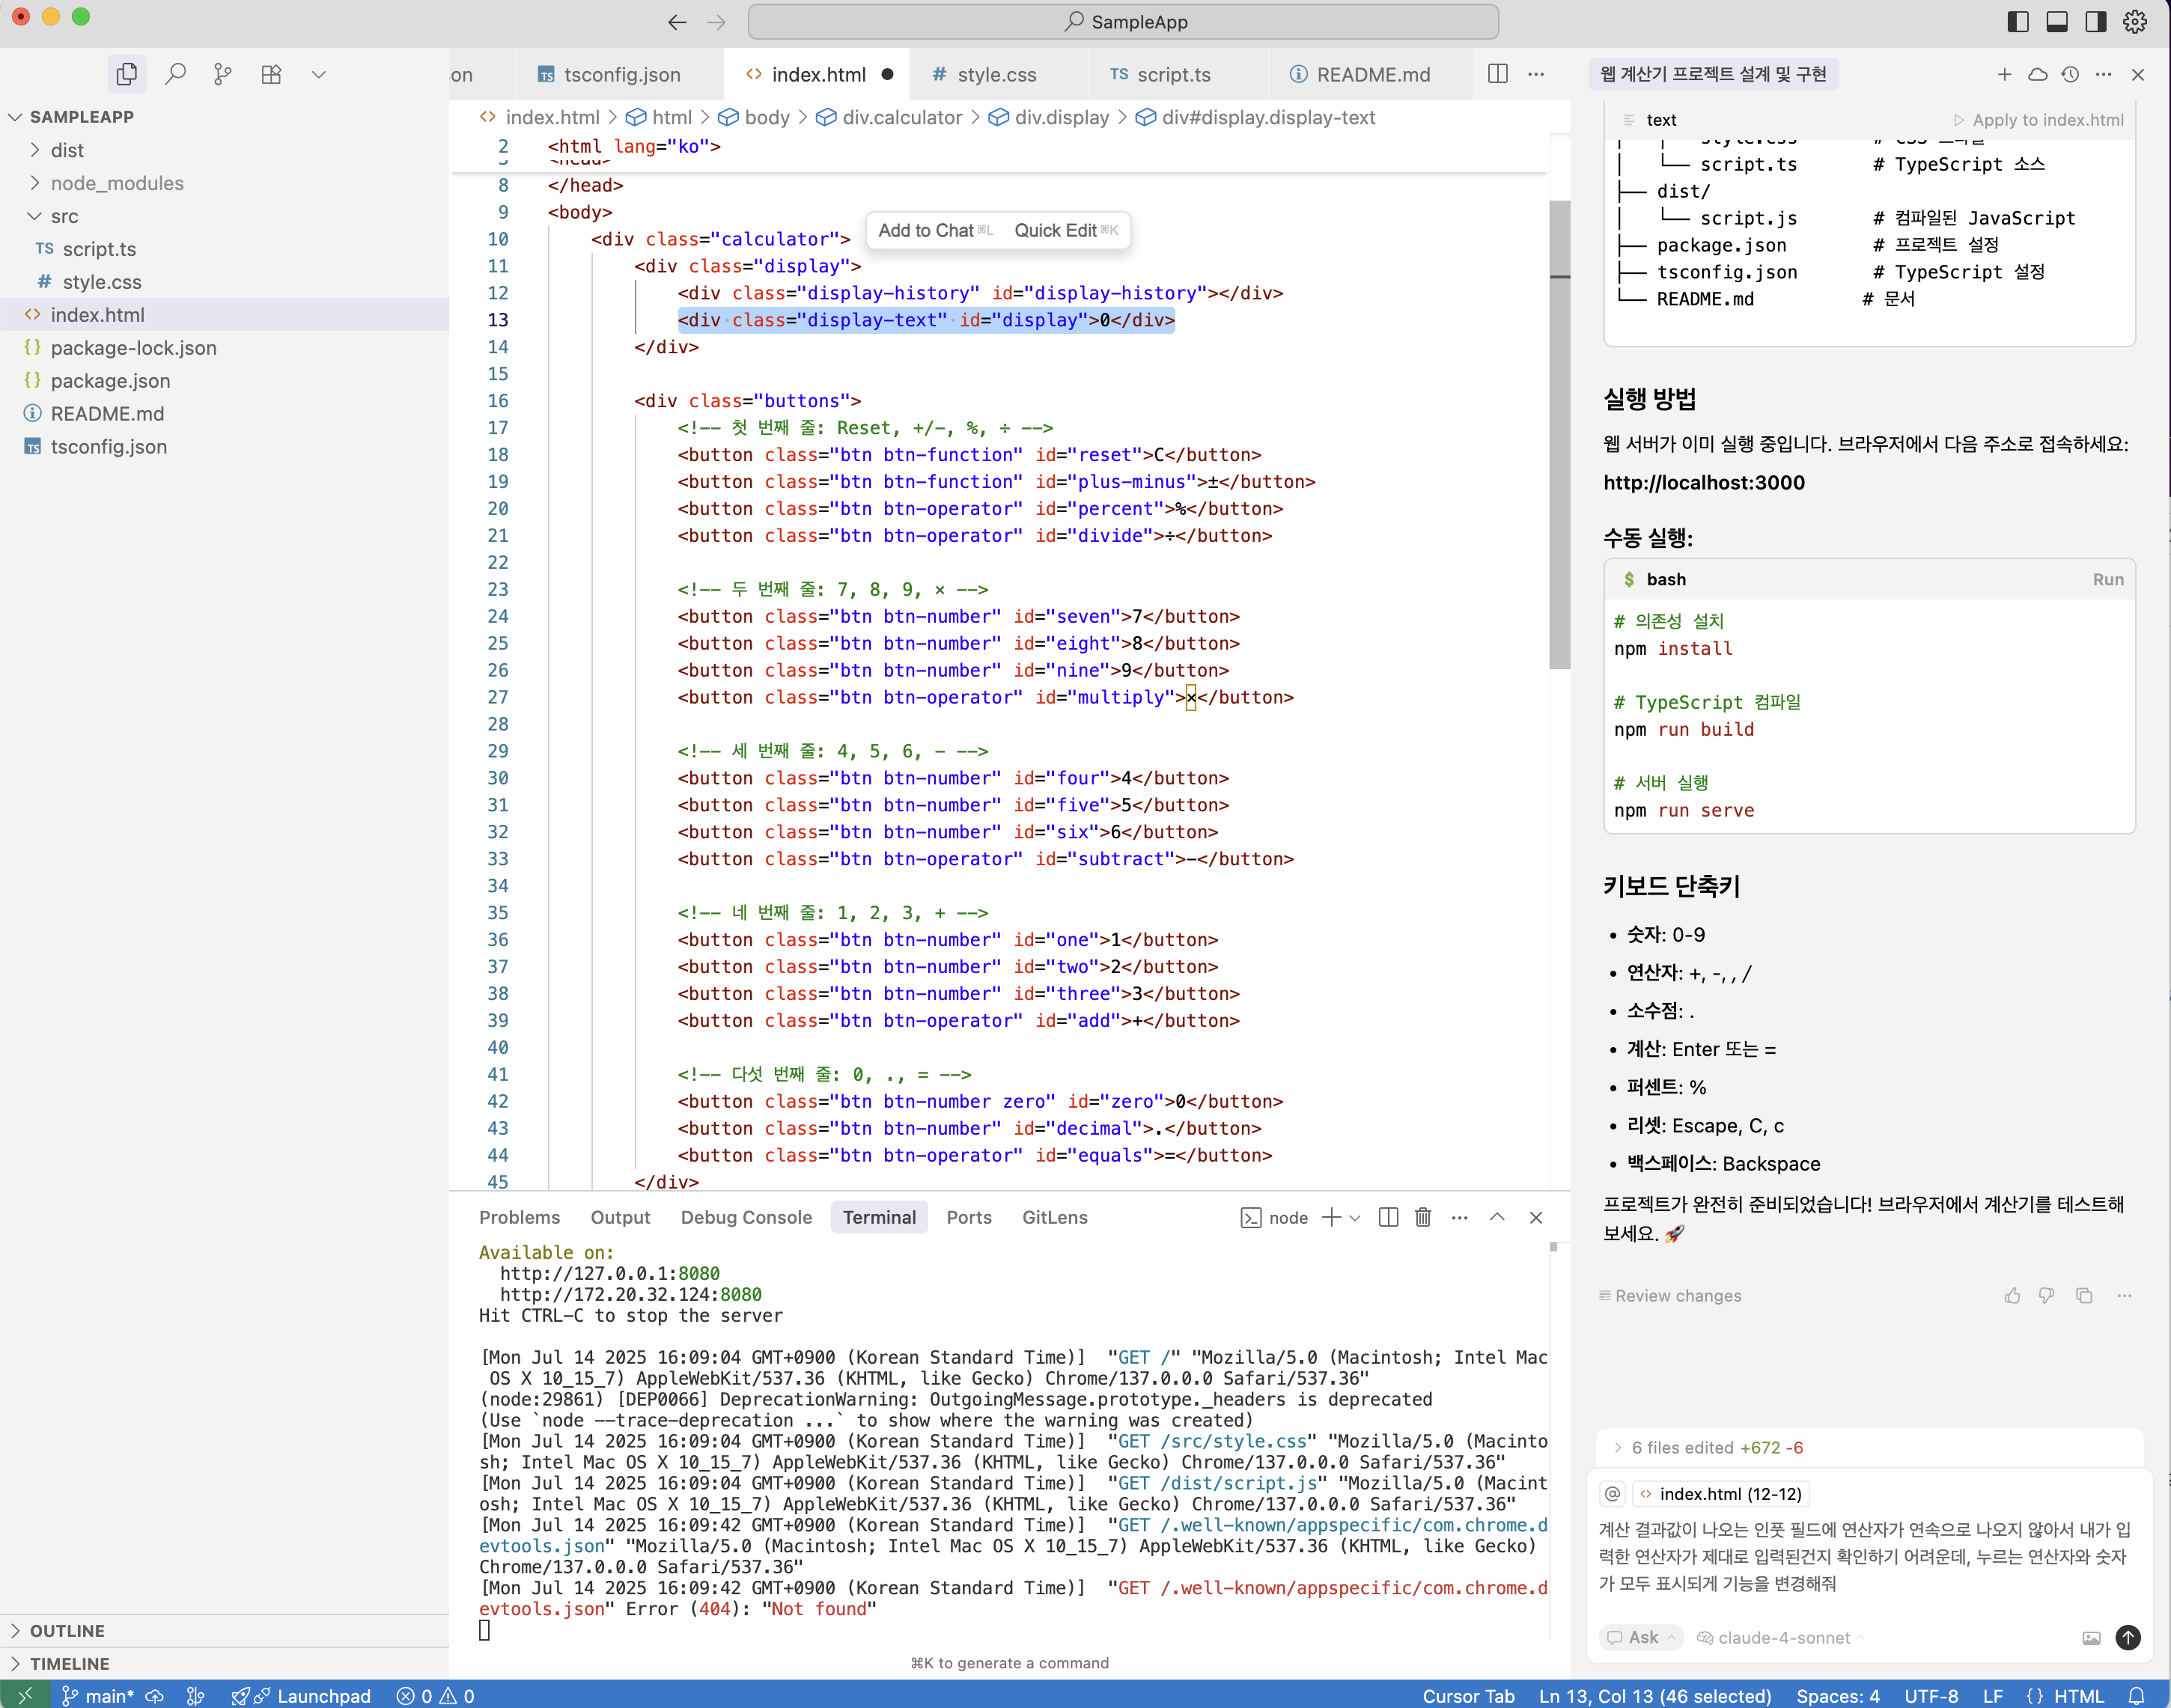 SampleApp
on
tsconfig.json
index.html
style.css
script.ts
README.md
SAMPLEAPP
dist
node_modules
src
script.ts
style.css
index.html
package-lock.json
package.json
README.md
tsconfig.json
OUTLINE
TIMELINE
index.html > html > body > div.calculator > div.display > div#display.display-text
2 <html lang="ko">
8 </head>
9 <body>
10 <div class="calculator">
Add to Chat ⌘L Quick Edit ⌘K
11 <div class="display">
12 <div class="display-history" id="display-history"></div>
13 <div class="display-text" id="display">0</div>
14 </div>
15
16 <div class="buttons">
17 <!-- 첫 번째 줄: Reset, +/-, %, ÷ -->
18 <button class="btn btn-function" id="reset">C</button>
19 <button class="btn btn-function" id="plus-minus">±</button>
20 <button class="btn btn-operator" id="percent">%</button>
21 <button class="btn btn-operator" id="divide">÷</button>
22
23 <!-- 두 번째 줄: 7, 8, 9, × -->
24 <button class="btn btn-number" id="seven">7</button>
25 <button class="btn btn-number" id="eight">8</button>
26 <button class="btn btn-number" id="nine">9</button>
27 <button class="btn btn-operator" id="multiply">×</button>
28
29 <!-- 세 번째 줄: 4, 5, 6, - -->
30 <button class="btn btn-number" id="four">4</button>
31 <button class="btn btn-number" id="five">5</button>
32 <button class="btn btn-number" id="six">6</button>
33 <button class="btn btn-operator" id="subtract">−</button>
34
35 <!-- 네 번째 줄: 1, 2, 3, + -->
36 <button class="btn btn-number" id="one">1</button>
37 <button class="btn btn-number" id="two">2</button>
38 <button class="btn btn-number" id="three">3</button>
39 <button class="btn btn-operator" id="add">+</button>
40
41 <!-- 다섯 번째 줄: 0, ., = -->
42 <button class="btn btn-number zero" id="zero">0</button>
43 <button class="btn btn-number" id="decimal">.</button>
44 <button class="btn btn-operator" id="equals">=</button>
45 </div>
Problems Output Debug Console Terminal Ports GitLens
node
Available on:
http://127.0.0.1:8080
http://172.20.32.124:8080
Hit CTRL-C to stop the server
[Mon Jul 14 2025 16:09:04 GMT+0900 (Korean Standard Time)] "GET /" "Mozilla/5.0 (Macintosh; Intel Mac
OS X 10_15_7) AppleWebKit/537.36 (KHTML, like Gecko) Chrome/137.0.0.0 Safari/537.36"
(node:29861) [DEP0066] DeprecationWarning: OutgoingMessage.prototype._headers is deprecated
(Use `node --trace-deprecation ...` to show where the warning was created)
[Mon Jul 14 2025 16:09:04 GMT+0900 (Korean Standard Time)] "GET /src/style.css" "Mozilla/5.0 (Macinto
sh; Intel Mac OS X 10_15_7) AppleWebKit/537.36 (KHTML, like Gecko) Chrome/137.0.0.0 Safari/537.36"
[Mon Jul 14 2025 16:09:04 GMT+0900 (Korean Standard Time)] "GET /dist/script.js" "Mozilla/5.0 (Macint
osh; Intel Mac OS X 10_15_7) AppleWebKit/537.36 (KHTML, like Gecko) Chrome/137.0.0.0 Safari/537.36"
[Mon Jul 14 2025 16:09:42 GMT+0900 (Korean Standard Time)] "GET /.well-known/appspecific/com.chrome.d
evtools.json" "Mozilla/5.0 (Macintosh; Intel Mac OS X 10_15_7) AppleWebKit/537.36 (KHTML, like Gecko)
Chrome/137.0.0.0 Safari/537.36"
[Mon Jul 14 2025 16:09:42 GMT+0900 (Korean Standard Time)] "GET /.well-known/appspecific/com.chrome.d
evtools.json" Error (404): "Not found"
⌘K to generate a command
웹 계산기 프로젝트 설계 및 구현
text
Apply to index.html
script.ts # TypeScript 소스
dist/
script.js # 컴파일된 JavaScript
package.json # 프로젝트 설정
tsconfig.json # TypeScript 설정
README.md # 문서
실행 방법
웹 서버가 이미 실행 중입니다. 브라우저에서 다음 주소로 접속하세요:
http://localhost:3000
수동 실행:
$ bash
Run
# 의존성 설치
npm install
# TypeScript 컴파일
npm run build
# 서버 실행
npm run serve
키보드 단축키
• 숫자: 0-9
• 연산자: +, -, , /
• 소수점: .
• 계산: Enter 또는 =
• 퍼센트: %
• 리셋: Escape, C, c
• 백스페이스: Backspace
프로젝트가 완전히 준비되었습니다! 브라우저에서 계산기를 테스트해
보세요. 🚀
Review changes
6 files edited +672 -6
@ index.html (12-12)
계산 결과값이 나오는 인풋 필드에 연산자가 연속으로 나오지 않아서 내가 입
력한 연산자가 제대로 입력된건지 확인하기 어려운데, 누르는 연산자와 숫자
가 모두 표시되게 기능을 변경해줘
Ask claude-4-sonnet
main* Launchpad 0 0
Cursor Tab Ln 13, Col 13 (46 selected) Spaces: 4 UTF-8 LF {} HTML